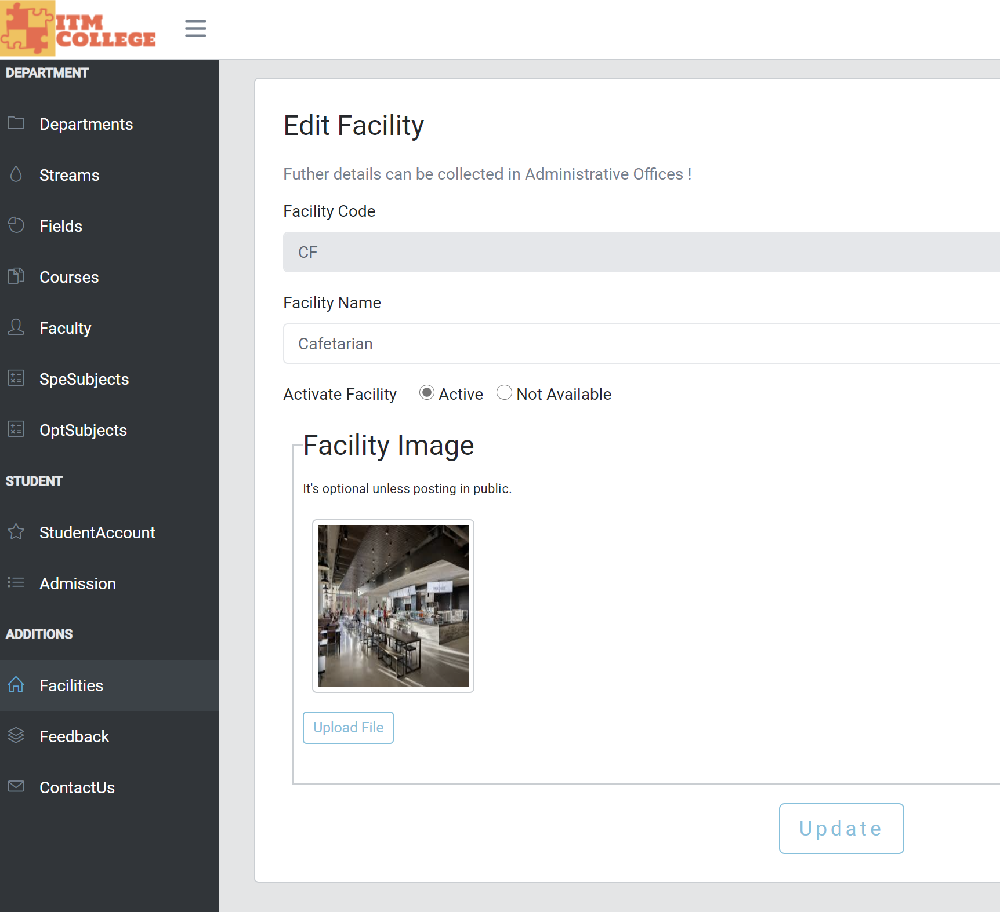 ITM
COLLEGE
DEPARTMENT
Departments
Streams
Fields
Courses
Faculty
SpeSubjects
OptSubjects
STUDENT
StudentAccount
Admission
ADDITIONS
Facilities
Feedback
ContactUs
Edit Facility
Futher details can be collected in Administrative Offices !
Facility Code
CF
Facility Name
Cafetarian
Activate Facility Active Not Available
Facility Image
It's optional unless posting in public.
Upload File
Update